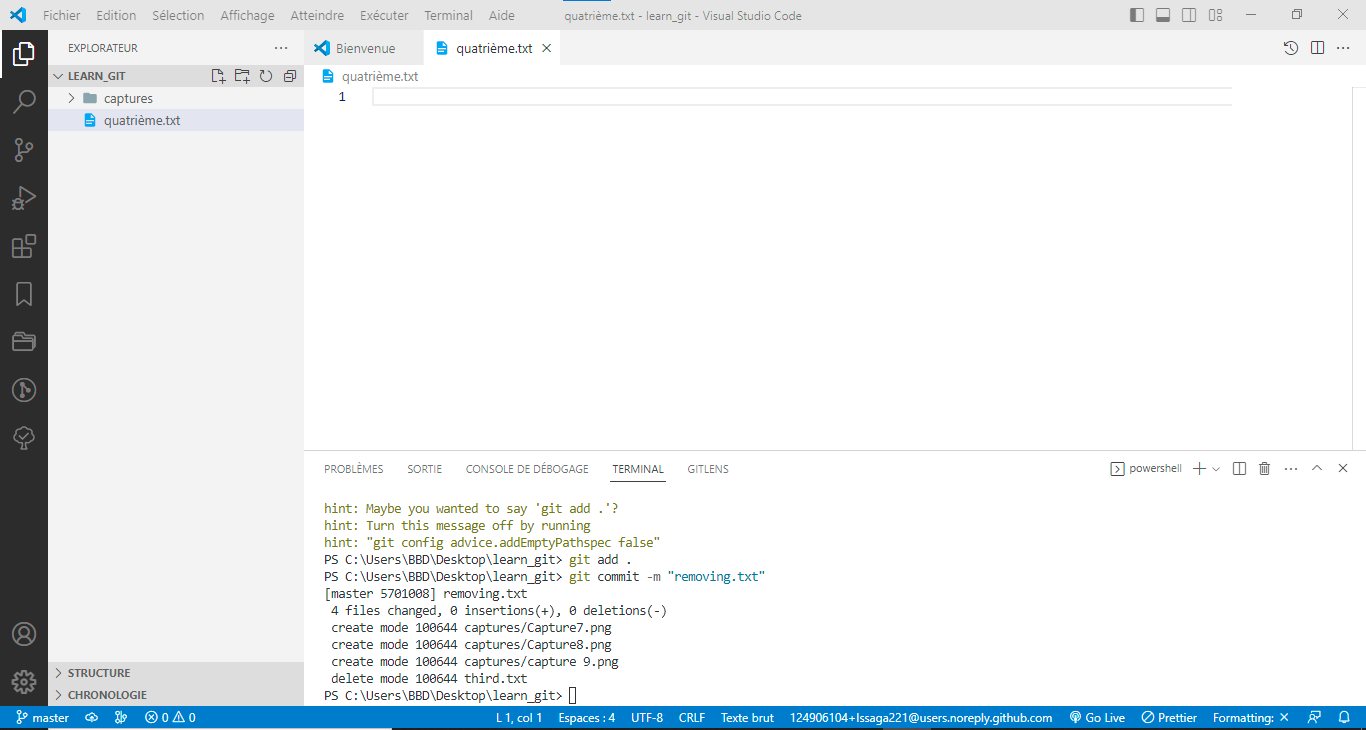 Fichier Edition Sélection Affichage Atteindre Exécuter Terminal Aide quatrième.txt - learn_git - Visual Studio Code
EXPLORATEUR
Bienvenue quatrième.txt
LEARN_GIT
quatrième.txt
captures
1
quatrième.txt
PROBLÈMES SORTIE CONSOLE DE DÉBOGAGE TERMINAL GITLENS powershell
hint: Maybe you wanted to say 'git add .'?
hint: Turn this message off by running
hint: "git config advice.addEmptyPathspec false"
PS C:\Users\BBD\Desktop\learn_git> git add .
PS C:\Users\BBD\Desktop\learn_git> git commit -m "removing.txt"
[master 5701008] removing.txt
 4 files changed, 0 insertions(+), 0 deletions(-)
 create mode 100644 captures/Capture7.png
 create mode 100644 captures/Capture8.png
 create mode 100644 captures/capture 9.png
 delete mode 100644 third.txt
PS C:\Users\BBD\Desktop\learn_git>
STRUCTURE
CHRONOLOGIE
master 0 0 L 1, col 1 Espaces : 4 UTF-8 CRLF Texte brut 124906104+Issaga221@users.noreply.github.com Go Live Prettier Formatting: ×